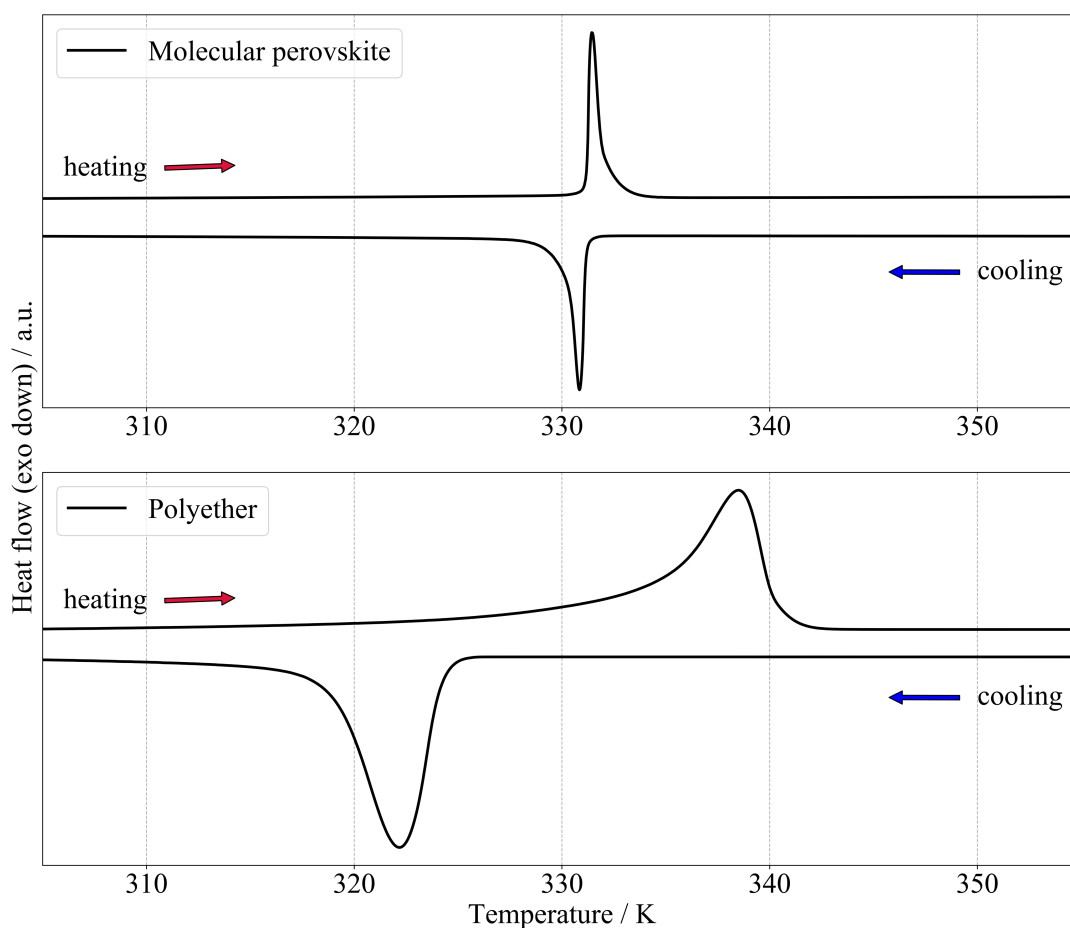 Molecular perovskite
heating
cooling
310 320 330 340 350
Heat flow (exo down) / a.u.
Polyether
heating
cooling
310 320 330 340 350
Temperature / K